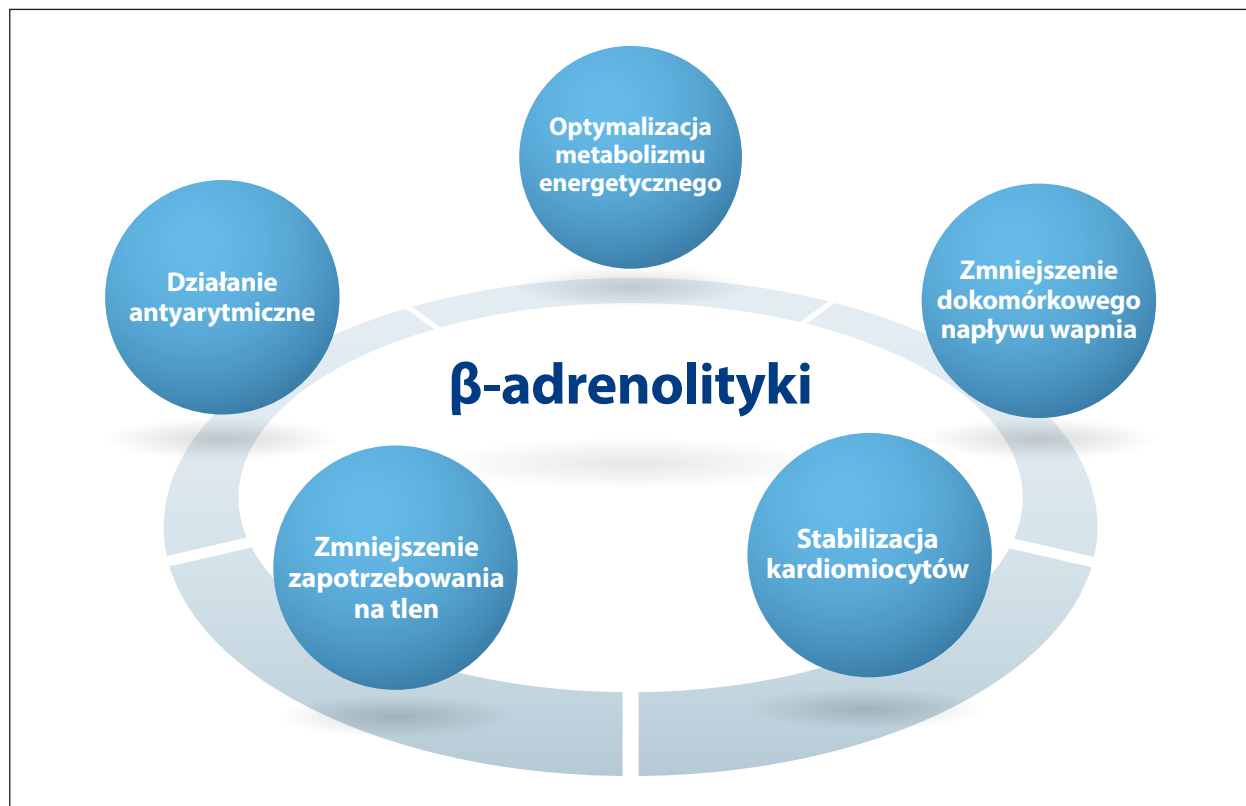 Optymalizacja
metabolizmu
energetycznego
Działanie
antyarytmiczne
Zmniejszenie
dokomórkowego
napływu wapnia
β-adrenolityki
Zmniejszenie
zapotrzebowania
na tlen
Stabilizacja
kardiomiocytów